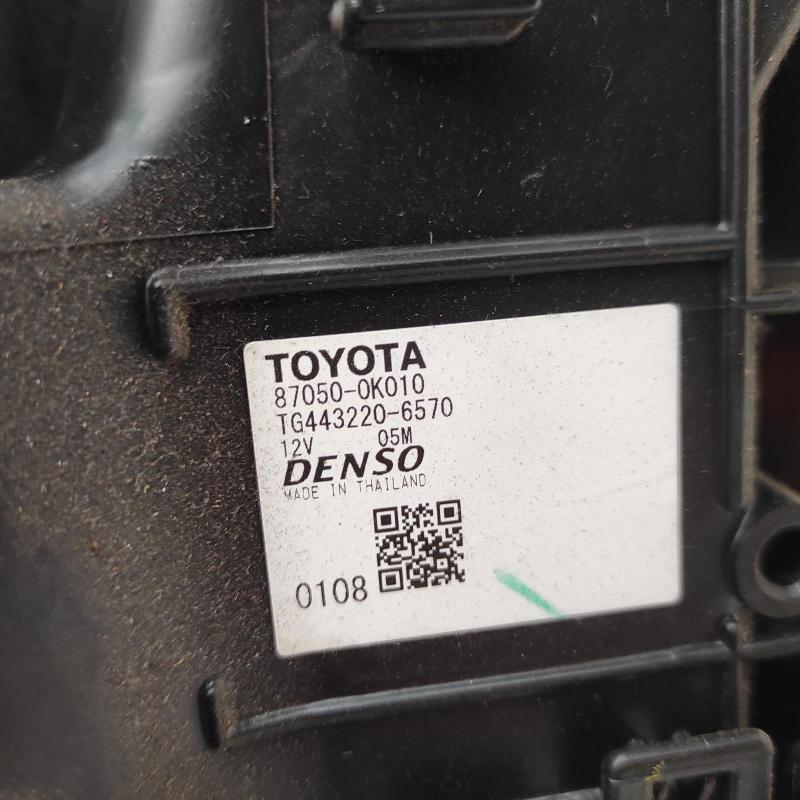 TOYOTA
87050-0K010
TG443220-6570
12V 05M
DENSO
MADE IN THAILAND
0108